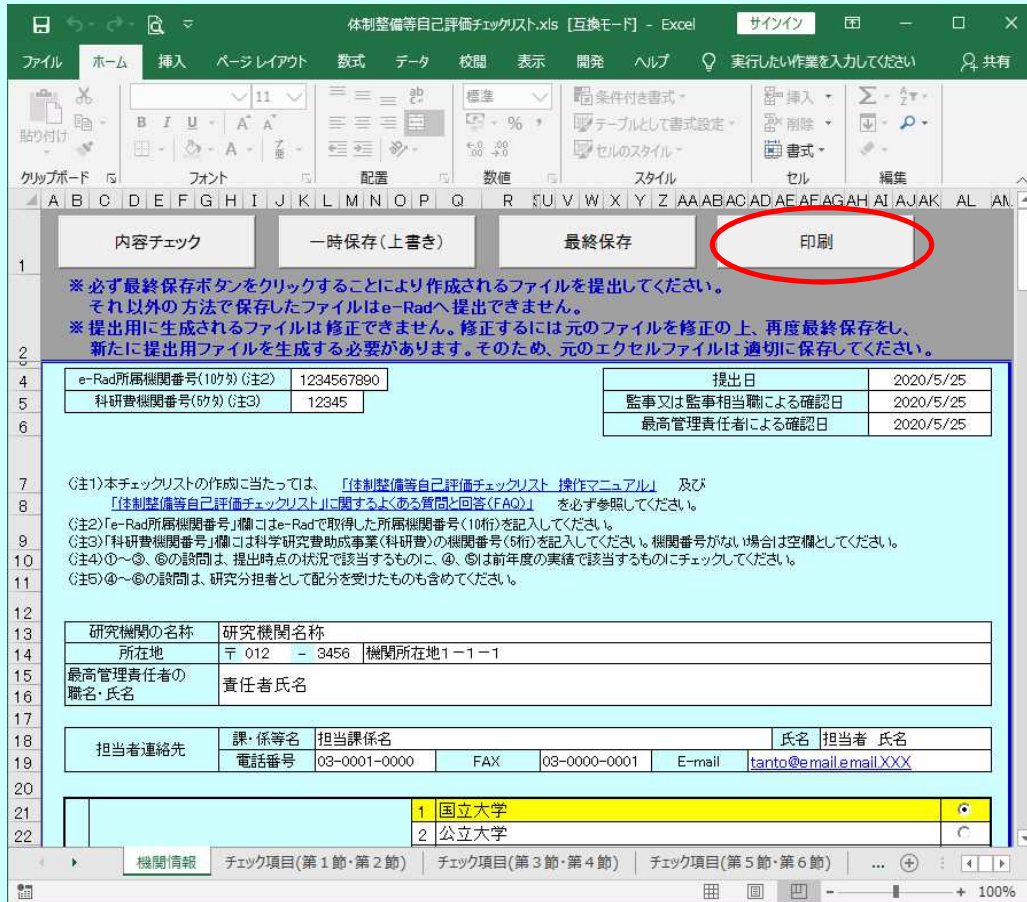 体制整備等自己評価チェックリスト.xls [互換モード] - Excel サインイン
ファイル ホーム 挿入 ページ レイアウト 数式 データ 校閲 表示 開発 ヘルプ 実行したい作業を入力してください 共有
貼り付け 11 標準 条件付き書式 挿入
B I U A A % , テーブルとして書式設定 削除
A セルのスタイル 書式
クリップボード フォント 配置 数値 スタイル セル 編集
A B C D E F G H I J K L M N O P Q R U V W X Y Z AA AB AC AD AE AF AG AH AI AJ AK AL AM
内容チェック 一時保存(上書き) 最終保存 印刷
1
※必ず最終保存ボタンをクリックすることにより作成されるファイルを提出してください。
それ以外の方法で保存したファイルはe-Radへ提出できません。
※提出用に生成されるファイルは修正できません。修正するには元のファイルを修正の上、再度最終保存をし、
2 新たに提出用ファイルを生成する必要があります。そのため、元のエクセルファイルは適切に保存してください。
4 e-Rad所属機関番号(10ケタ)(注2) 1234567890 提出日 2020/5/25
5 科研費機関番号(5ケタ)(注3) 12345 監事又は監事相当職による確認日 2020/5/25
6 最高管理責任者による確認日 2020/5/25
7 (注1)本チェックリストの作成に当たっては、 「体制整備等自己評価チェックリスト 操作マニュアル」 及び
8 「体制整備等自己評価チェックリスト」に関するよくある質問と回答(FAQ)」 を必ず参照してください。
(注2)「e-Rad所属機関番号」欄にはe-Radで取得した所属機関番号(10桁)を記入してください。
9 (注3)「科研費機関番号」欄には科学研究費助成事業(科研費)の機関番号(5桁)を記入してください。機関番号がない場合は空欄としてください。
10 (注4)①~③、⑥の設問は、提出時点の状況で該当するものに、④、⑤は前年度の実績で該当するものにチェックしてください。
11 (注5)④~⑥の設問は、研究分担者として配分を受けたものも含めてください。
12
13 研究機関の名称 研究機関名称
14 所在地 〒 012 - 3456 機関所在地1-1-1
15 最高管理責任者の
16 職名・氏名 責任者氏名
17
18 担当者連絡先 課・係等名 担当課係名 氏名 担当者 氏名
19 電話番号 03-0001-0000 FAX 03-0000-0001 E-mail tanto@email.email.XXX
20
21 1 国立大学
22 2 公立大学
機関情報 チェック項目(第1節・第2節) チェック項目(第3節・第4節) チェック項目(第5節・第6節) ...
- + 100%